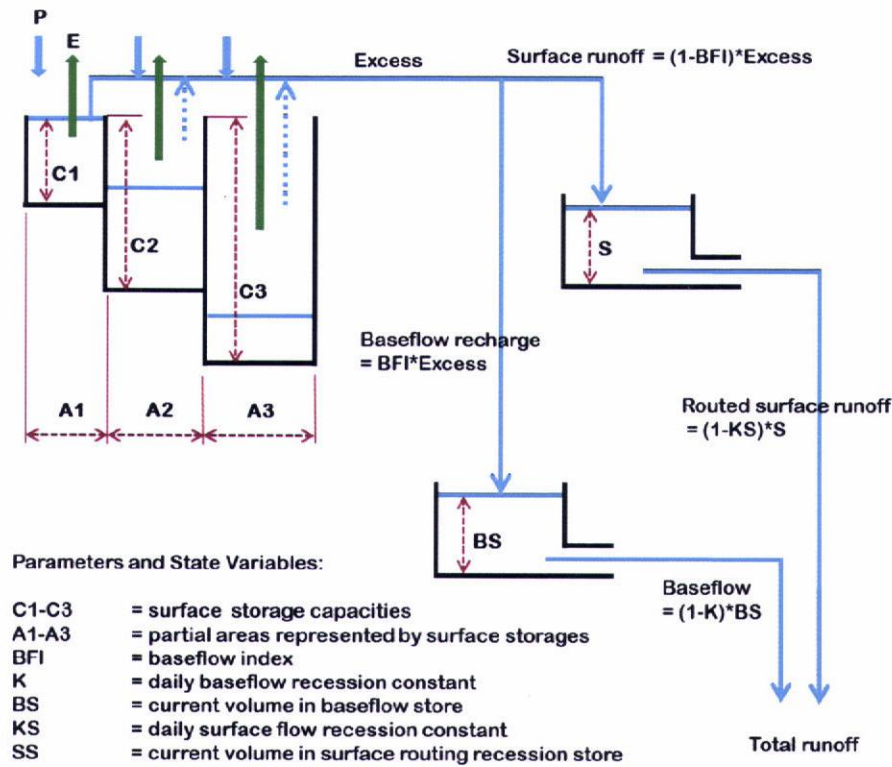 P
E
Excess
Surface runoff = (1-BFI)*Excess
C1
C2
C3
S
Baseflow recharge
= BFI*Excess
A1
A2
A3
Routed surface runoff
= (1-KS)*S
BS
Baseflow
= (1-K)*BS
Parameters and State Variables:
C1-C3 = surface storage capacities
A1-A3 = partial areas represented by surface storages
BFI = baseflow index
K = daily baseflow recession constant
BS = current volume in baseflow store
KS = daily surface flow recession constant
SS = current volume in surface routing recession store
Total runoff